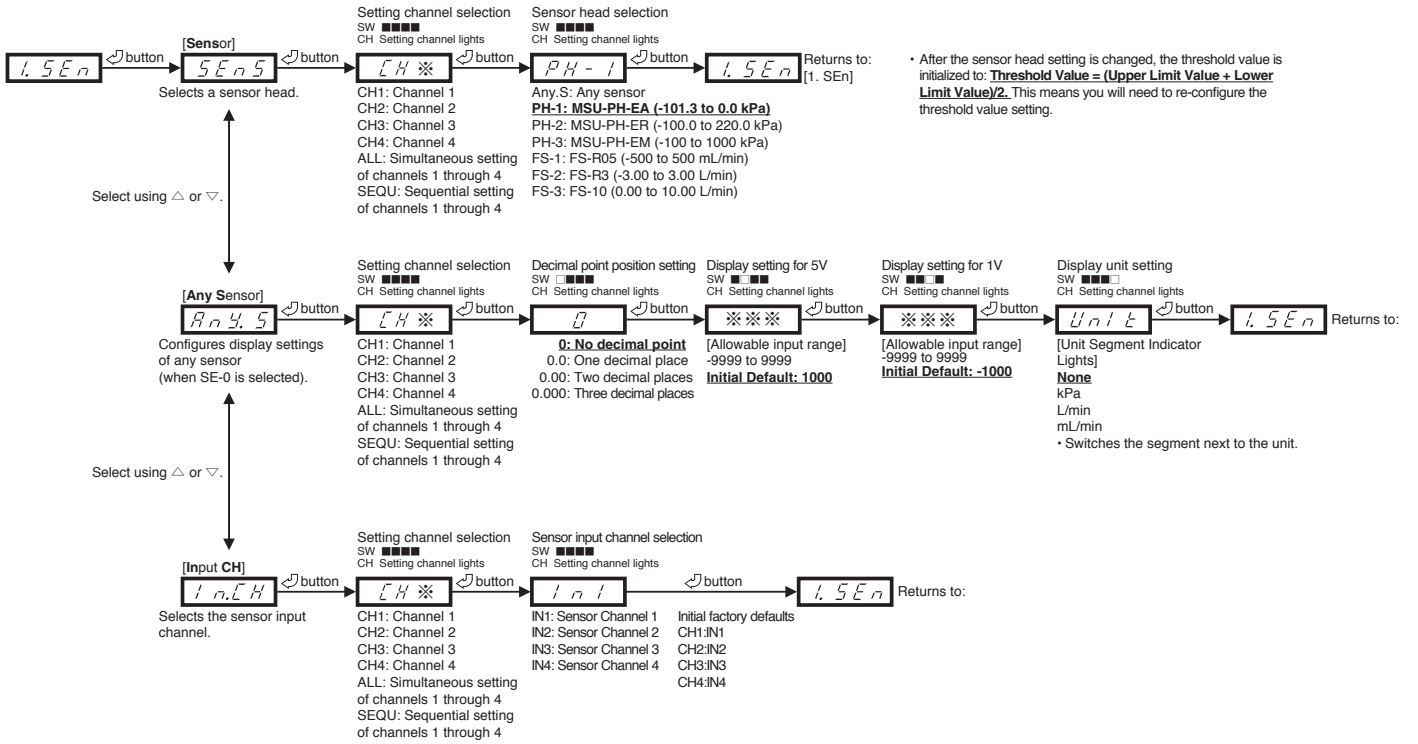 Setting channel selection
SW ■■■■
CH Setting channel lights
Sensor head selection
SW ■■■■
CH Setting channel lights
[Sensor]
1. SEn
button
SEnS
button
CH ※
button
PH-1
button
1. SEn
Returns to:
[1. SEn]
Selects a sensor head.
CH1: Channel 1
CH2: Channel 2
CH3: Channel 3
CH4: Channel 4
ALL: Simultaneous setting
of channels 1 through 4
SEQU: Sequential setting
of channels 1 through 4
Any.S: Any sensor
PH-1: MSU-PH-EA (-101.3 to 0.0 kPa)
PH-2: MSU-PH-ER (-100.0 to 220.0 kPa)
PH-3: MSU-PH-EM (-100 to 1000 kPa)
FS-1: FS-R05 (-500 to 500 mL/min)
FS-2: FS-R3 (-3.00 to 3.00 L/min)
FS-3: FS-10 (0.00 to 10.00 L/min)
• After the sensor head setting is changed, the threshold value is
initialized to: Threshold Value = (Upper Limit Value + Lower
Limit Value)/2. This means you will need to re-configure the
threshold value setting.
Select using △ or ▽.
Setting channel selection
SW ■■■■
CH Setting channel lights
Decimal point position setting
SW □■■■
CH Setting channel lights
Display setting for 5V
SW ■□■■
CH Setting channel lights
Display setting for 1V
SW ■■□■
CH Setting channel lights
Display unit setting
SW ■■■□
CH Setting channel lights
[Any Sensor]
Any.S
button
CH ※
button
0
button
※※※
button
※※※
button
Unit
button
1. SEn
Returns to:
Configures display settings
of any sensor
(when SE-0 is selected).
CH1: Channel 1
CH2: Channel 2
CH3: Channel 3
CH4: Channel 4
ALL: Simultaneous setting
of channels 1 through 4
SEQU: Sequential setting
of channels 1 through 4
0: No decimal point
0.0: One decimal place
0.00: Two decimal places
0.000: Three decimal places
[Allowable input range]
-9999 to 9999
Initial Default: 1000
[Allowable input range]
-9999 to 9999
Initial Default: -1000
[Unit Segment Indicator
Lights]
None
kPa
L/min
mL/min
• Switches the segment next to the unit.
Select using △ or ▽.
Setting channel selection
SW ■■■■
CH Setting channel lights
Sensor input channel selection
SW ■■■■
CH Setting channel lights
[Input CH]
In.CH
button
CH ※
button
In1
button
1. SEn
Returns to:
Selects the sensor input
channel.
CH1: Channel 1
CH2: Channel 2
CH3: Channel 3
CH4: Channel 4
ALL: Simultaneous setting
of channels 1 through 4
SEQU: Sequential setting
of channels 1 through 4
IN1: Sensor Channel 1
IN2: Sensor Channel 2
IN3: Sensor Channel 3
IN4: Sensor Channel 4
Initial factory defaults
CH1:IN1
CH2:IN2
CH3:IN3
CH4:IN4